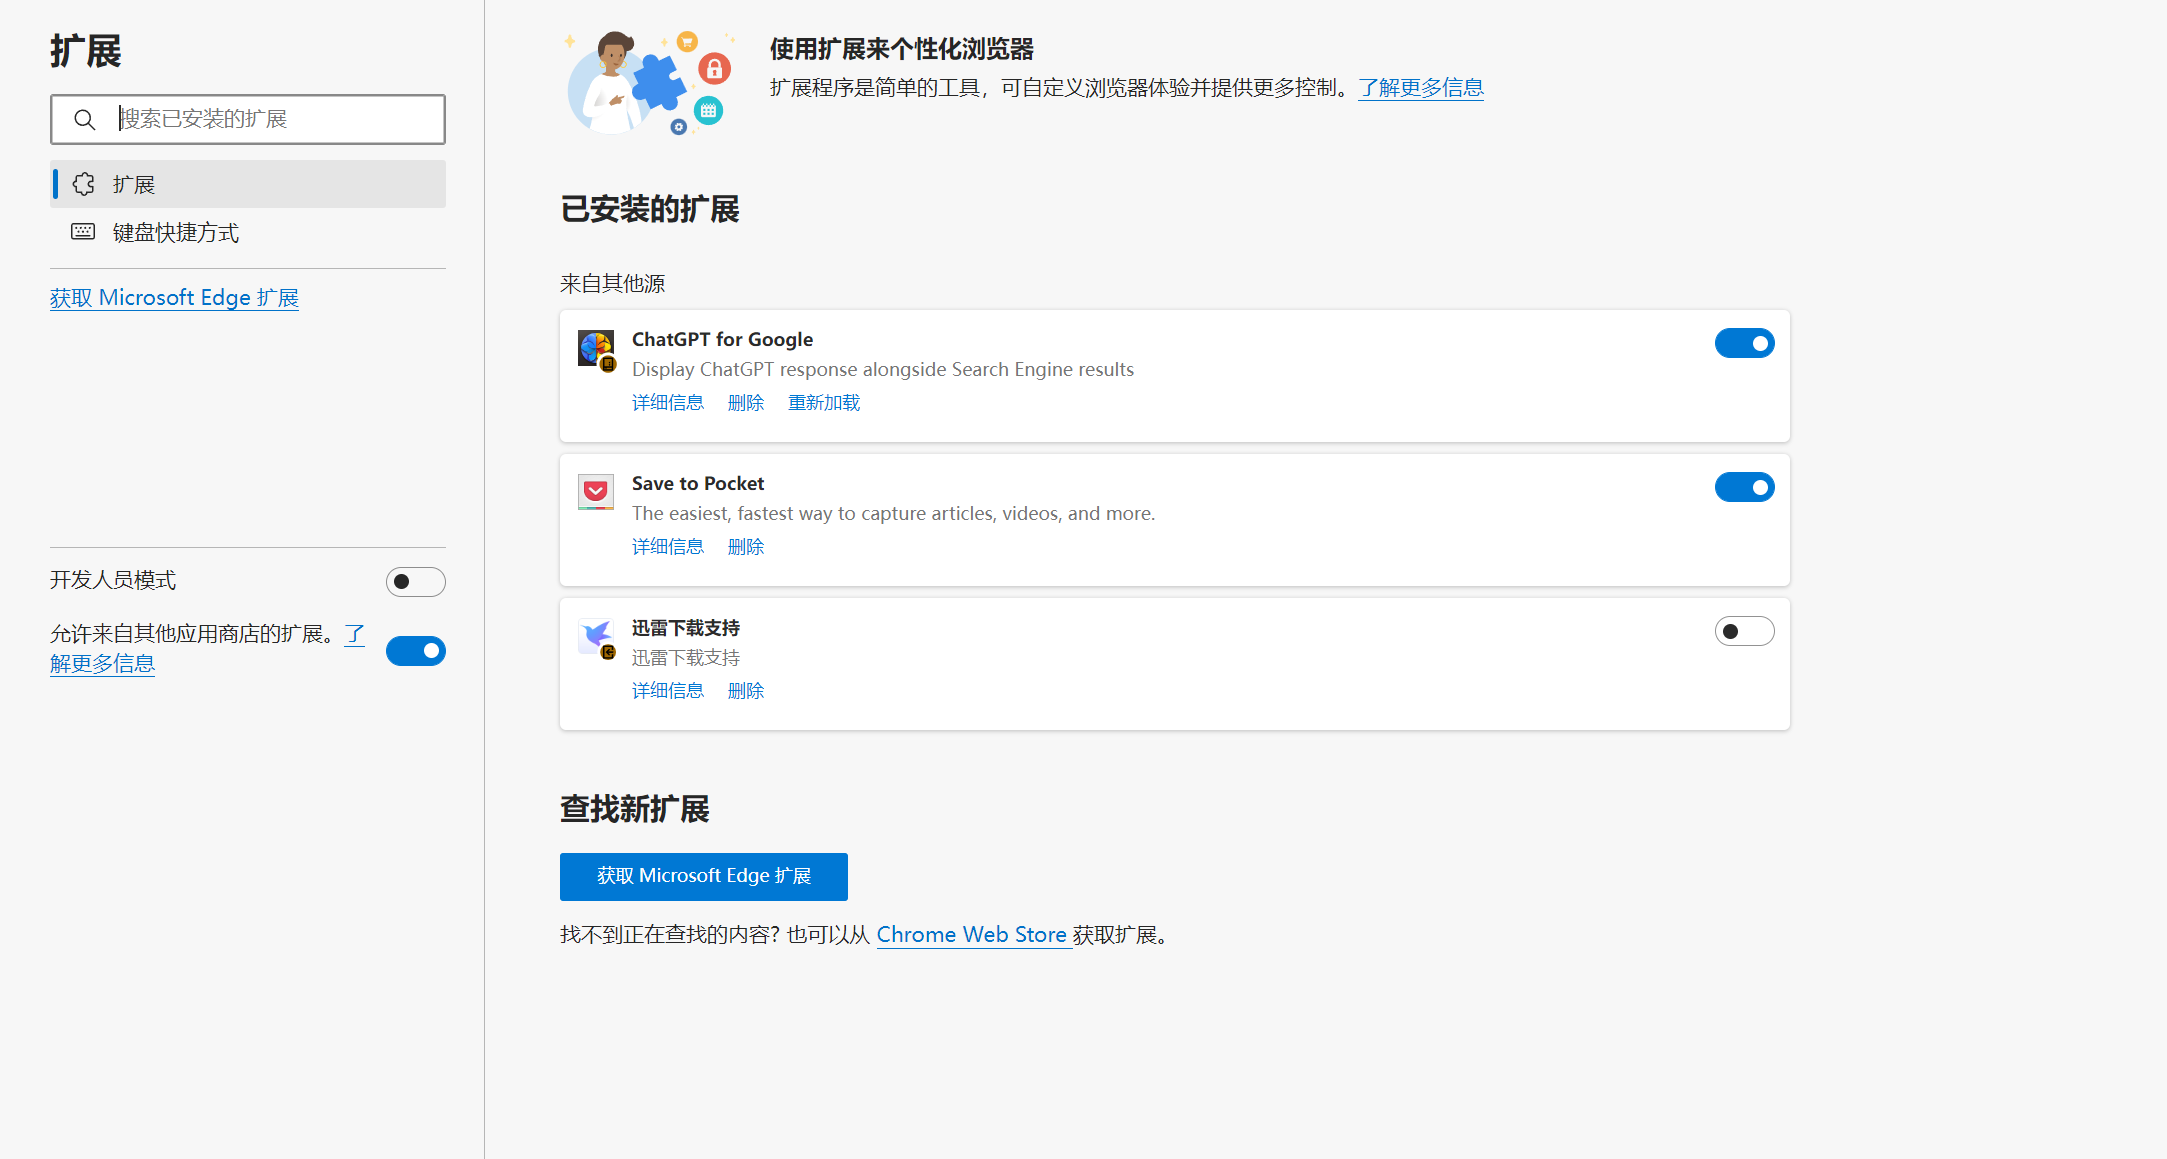 扩展
搜索已安装的扩展
扩展
键盘快捷方式
获取 Microsoft Edge 扩展
开发人员模式
允许来自其他应用商店的扩展。了
解更多信息
使用扩展来个性化浏览器
扩展程序是简单的工具，可自定义浏览器体验并提供更多控制。了解更多信息
已安装的扩展
来自其他源
ChatGPT for Google
Display ChatGPT response alongside Search Engine results
详细信息 删除 重新加载
Save to Pocket
The easiest, fastest way to capture articles, videos, and more.
详细信息 删除
迅雷下载支持
迅雷下载支持
详细信息 删除
查找新扩展
获取 Microsoft Edge 扩展
找不到正在查找的内容? 也可以从 Chrome Web Store 获取扩展。